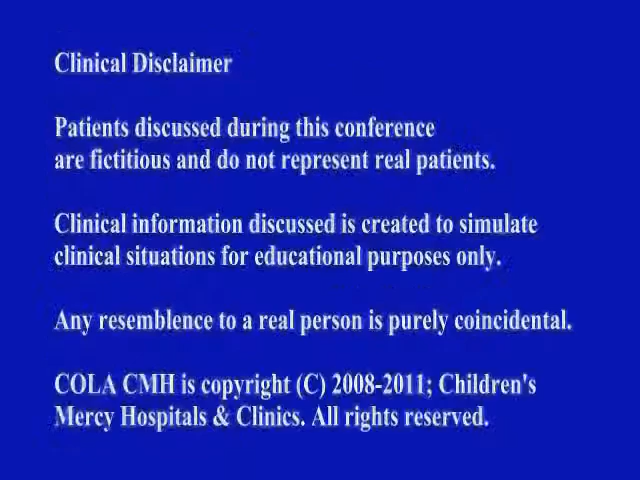 Clinical Disclaimer
Patients discussed during this conference
are fictitious and do not represent real patients.
Clinical information discussed is created to simulate
clinical situations for educational purposes only.
Any resemblence to a real person is purely coincidental.
COLA CMH is copyright (C) 2008-2011; Children's
Mercy Hospitals & Clinics. All rights reserved.